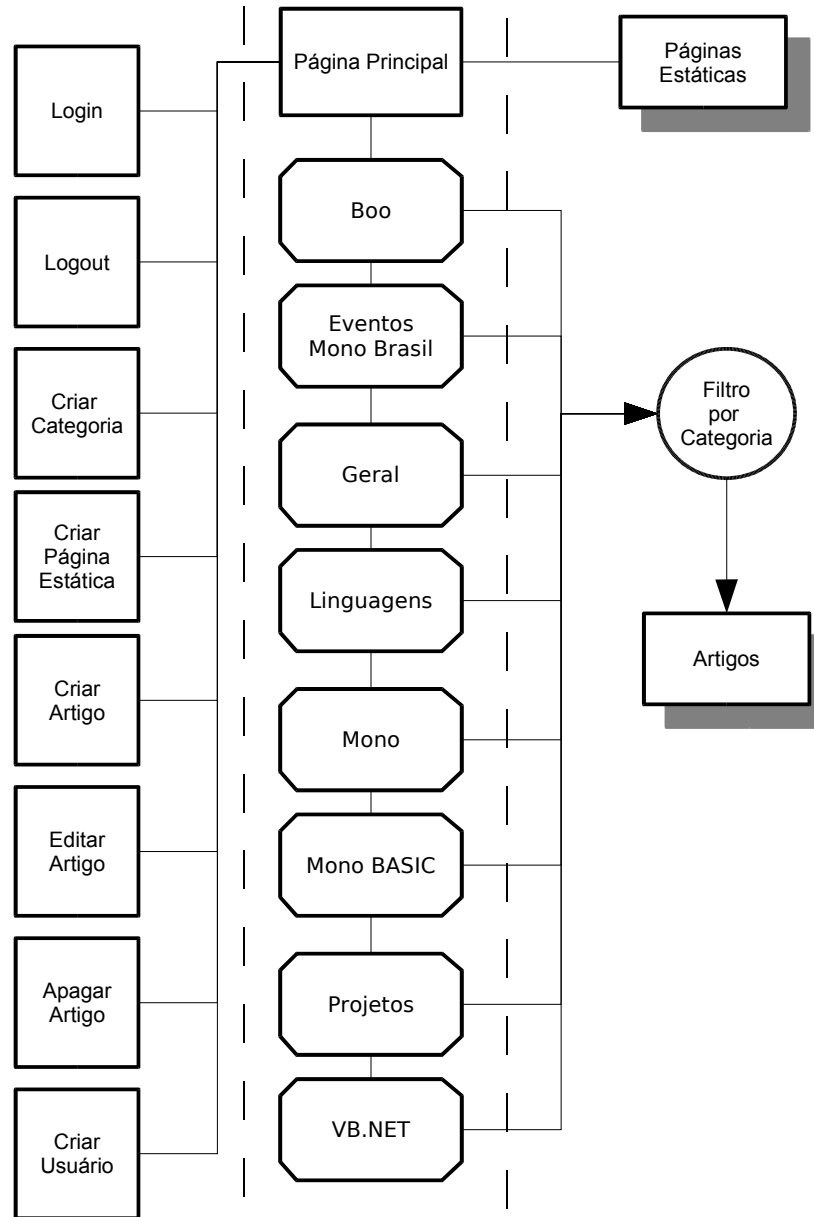 Login
Logout
Criar
Categoria
Criar
Página
Estática
Criar
Artigo
Editar
Artigo
Apagar
Artigo
Criar
Usuário
Página Principal
Boo
Eventos
Mono Brasil
Geral
Linguagens
Mono
Mono BASIC
Projetos
VB.NET
Páginas
Estáticas
Filtro
por
Categoria
Artigos